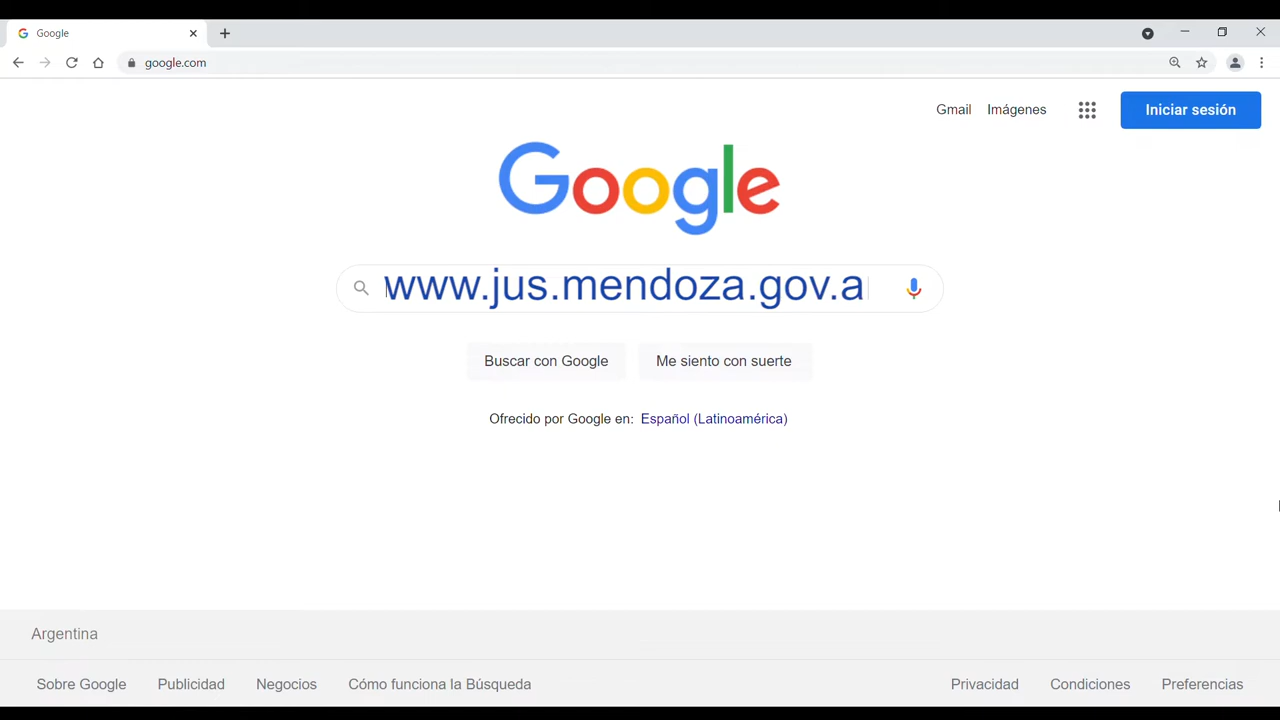 Google
google.com
Gmail Imágenes Iniciar sesión
Google
www.jus.mendoza.gov.a
Buscar con Google Me siento con suerte
Ofrecido por Google en: Español (Latinoamérica)
Argentina
Sobre Google Publicidad Negocios Cómo funciona la Búsqueda Privacidad Condiciones Preferencias